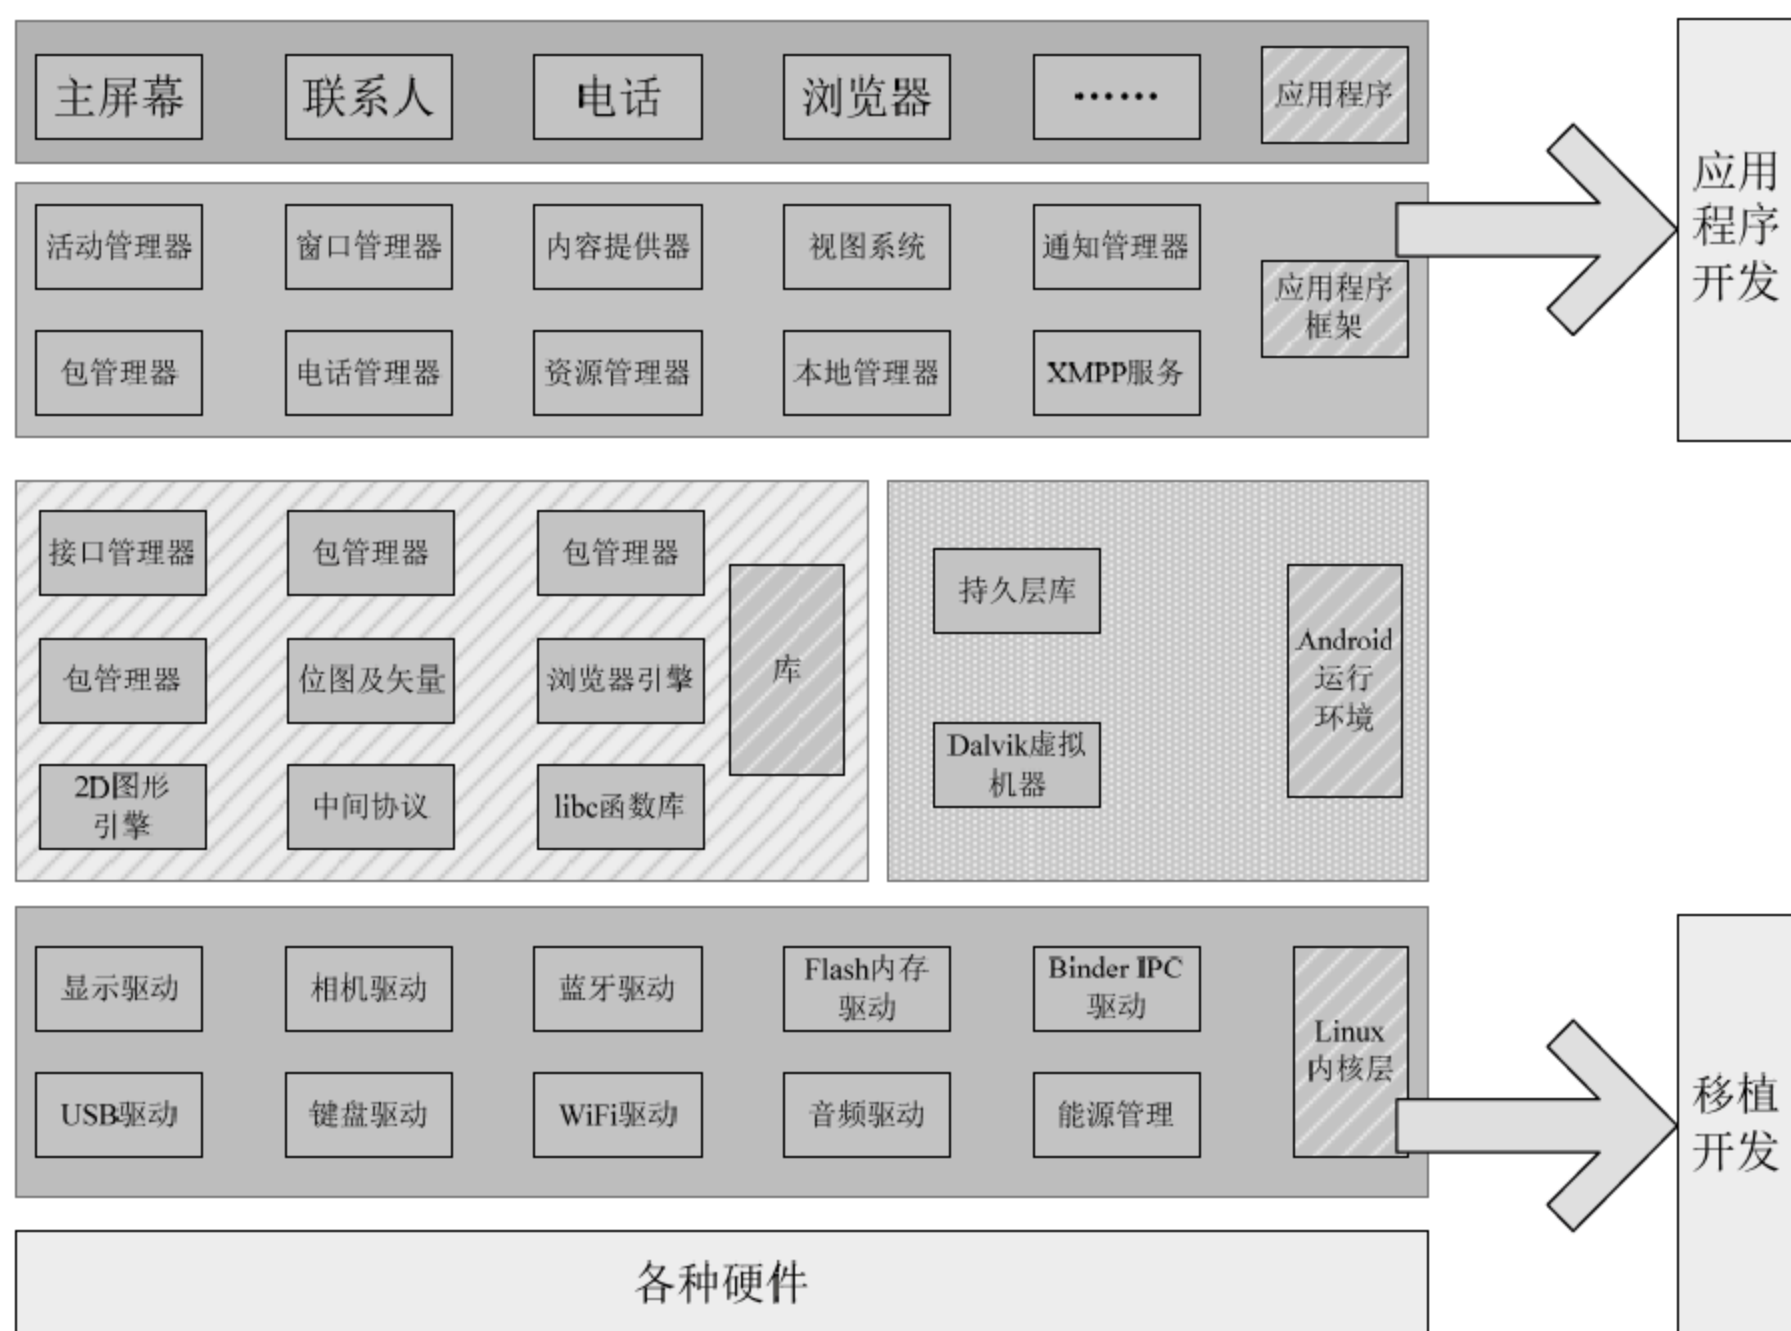 主屏幕
联系人
电话
浏览器
……
应用程序
活动管理器
窗口管理器
内容提供器
视图系统
通知管理器
应用程序
框架
包管理器
电话管理器
资源管理器
本地管理器
XMPP服务
应用
程序
开发
接口管理器
包管理器
包管理器
包管理器
位图及矢量
浏览器引擎
2D图形
引擎
中间协议
libc函数库
库
持久层库
Dalvik虚拟
机器
Android
运行
环境
显示驱动
相机驱动
蓝牙驱动
Flash内存
驱动
Binder IPC
驱动
USB驱动
键盘驱动
WiFi驱动
音频驱动
能源管理
Linux
内核层
移植
开发
各种硬件